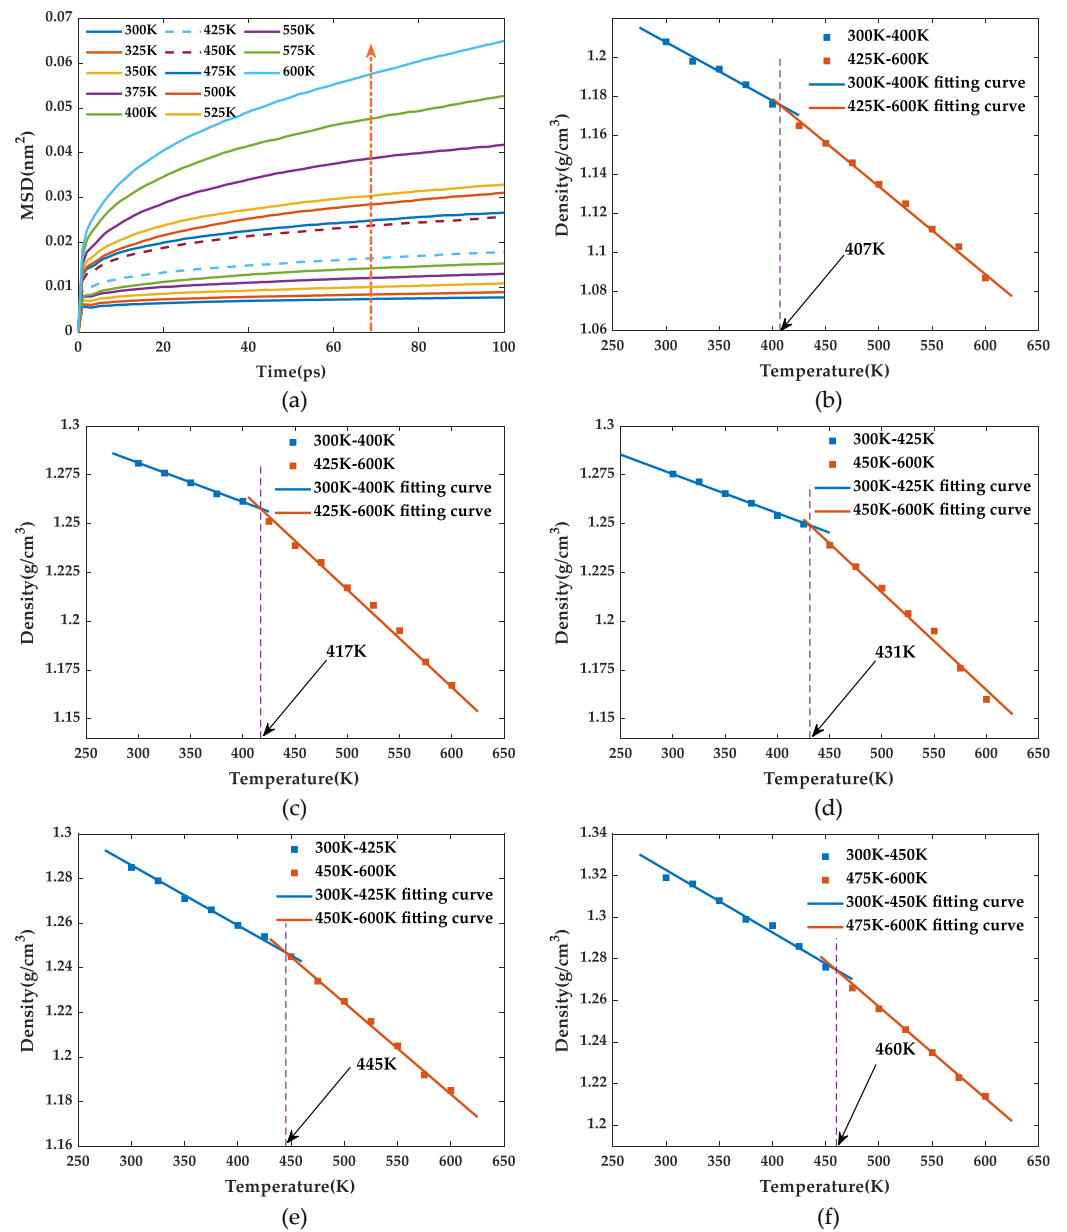 0.07
0.06
0.05
0.04
0.03
0.02
0.01
0
MSD(nm2)
300K
325K
350K
375K
400K
425K
450K
475K
500K
525K
550K
575K
600K
0 20 40 60 80 100
Time(ps)
(a)
1.2
1.18
1.16
1.14
1.12
1.1
1.08
1.06
Density(g/cm3)
300K-400K
425K-600K
300K-400K fitting curve
425K-600K fitting curve
407K
250 300 350 400 450 500 550 600 650
Temperature(K)
(b)
1.3
1.275
1.25
1.225
1.2
1.175
1.15
Density(g/cm3)
300K-400K
425K-600K
300K-400K fitting curve
425K-600K fitting curve
417K
250 300 350 400 450 500 550 600 650
Temperature(K)
(c)
1.3
1.275
1.25
1.225
1.2
1.175
1.15
Density(g/cm3)
300K-425K
450K-600K
300K-425K fitting curve
450K-600K fitting curve
431K
250 300 350 400 450 500 550 600 650
Temperature(K)
(d)
1.3
1.28
1.26
1.24
1.22
1.2
1.18
1.16
Density(g/cm3)
300K-425K
450K-600K
300K-425K fitting curve
450K-600K fitting curve
445K
250 300 350 400 450 500 550 600 650
Temperature(K)
(e)
1.34
1.32
1.3
1.28
1.26
1.24
1.22
1.2
Density(g/cm3)
300K-450K
475K-600K
300K-450K fitting curve
475K-600K fitting curve
460K
250 300 350 400 450 500 550 600 650
Temperature(K)
(f)